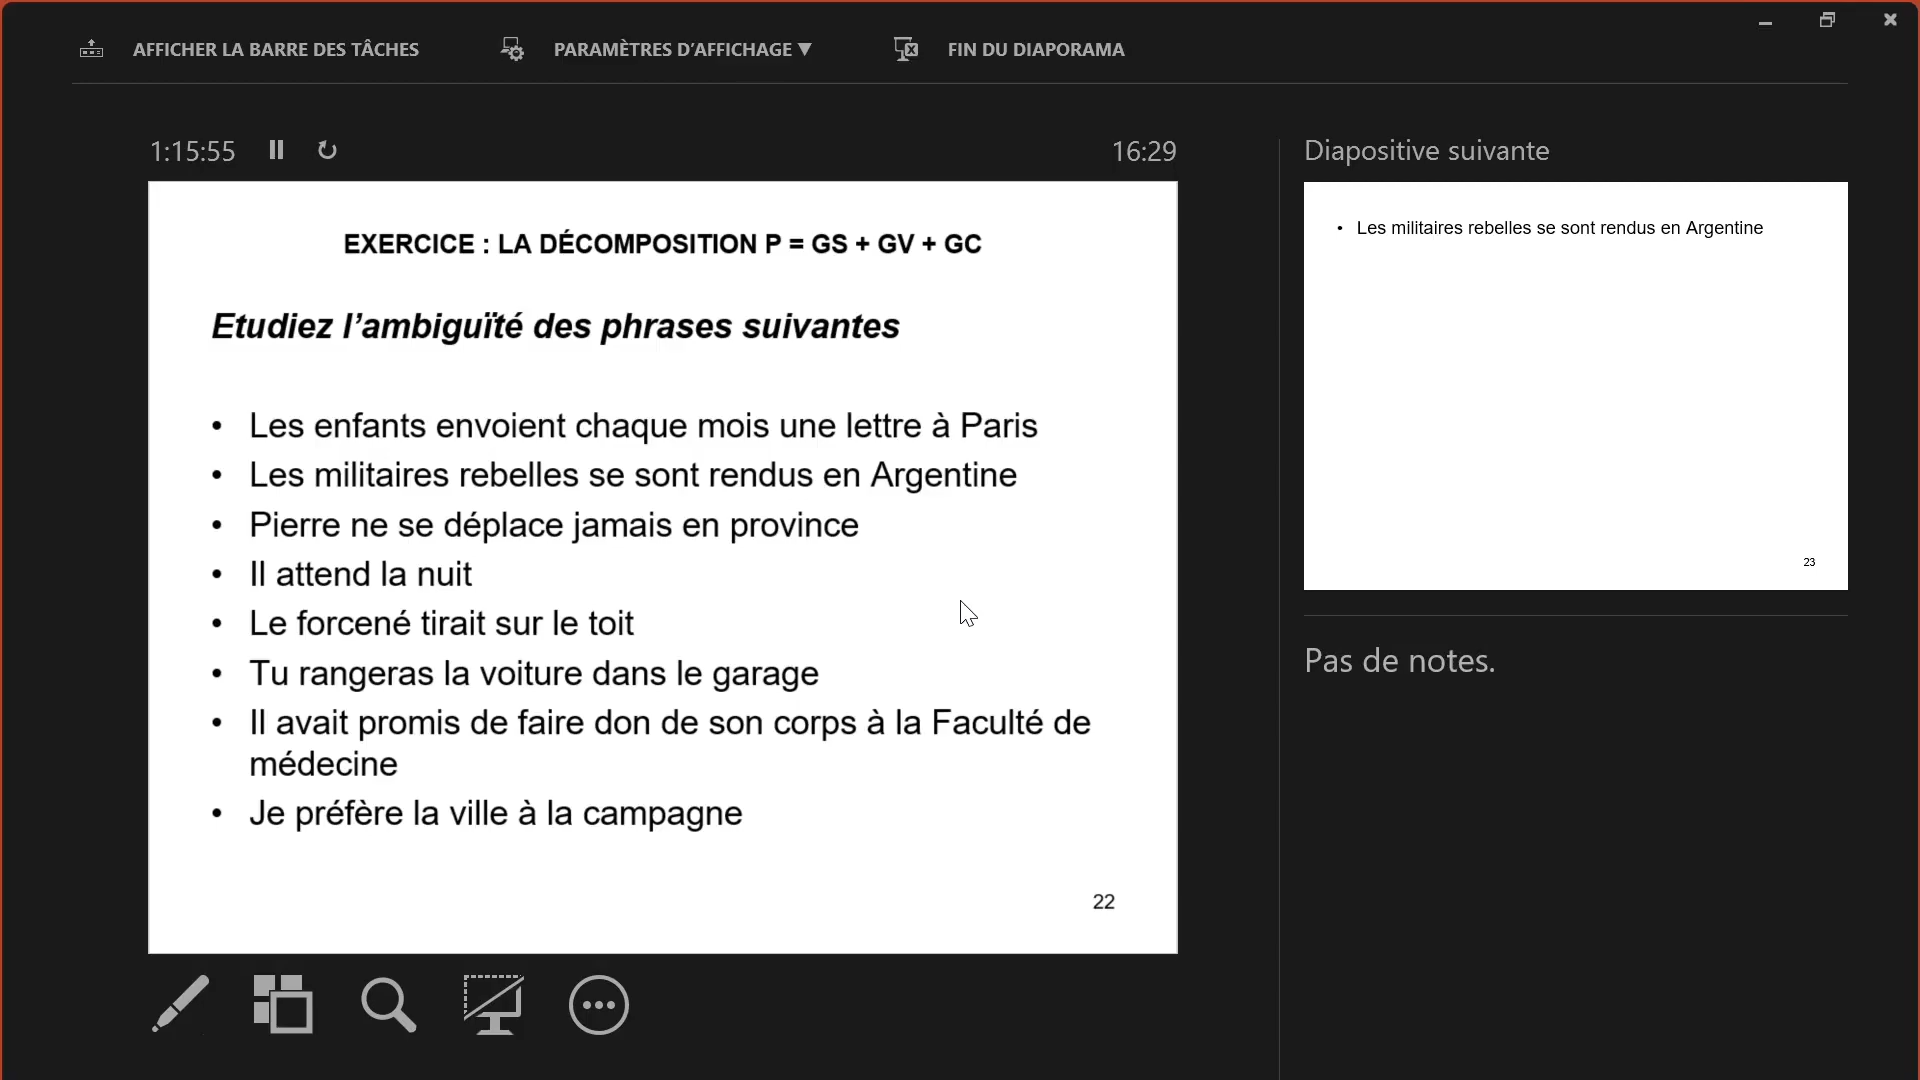 AFFICHER LA BARRE DES TÂCHES
PARAMÈTRES D'AFFICHAGE ▼
FIN DU DIAPORAMA
1:15:55
16:29
EXERCICE : LA DÉCOMPOSITION P = GS + GV + GC
Etudiez l’ambiguïté des phrases suivantes
• Les enfants envoient chaque mois une lettre à Paris
• Les militaires rebelles se sont rendus en Argentine
• Pierre ne se déplace jamais en province
• Il attend la nuit
• Le forcené tirait sur le toit
• Tu rangeras la voiture dans le garage
• Il avait promis de faire don de son corps à la Faculté de
médecine
• Je préfère la ville à la campagne
22
Diapositive suivante
• Les militaires rebelles se sont rendus en Argentine
23
Pas de notes.